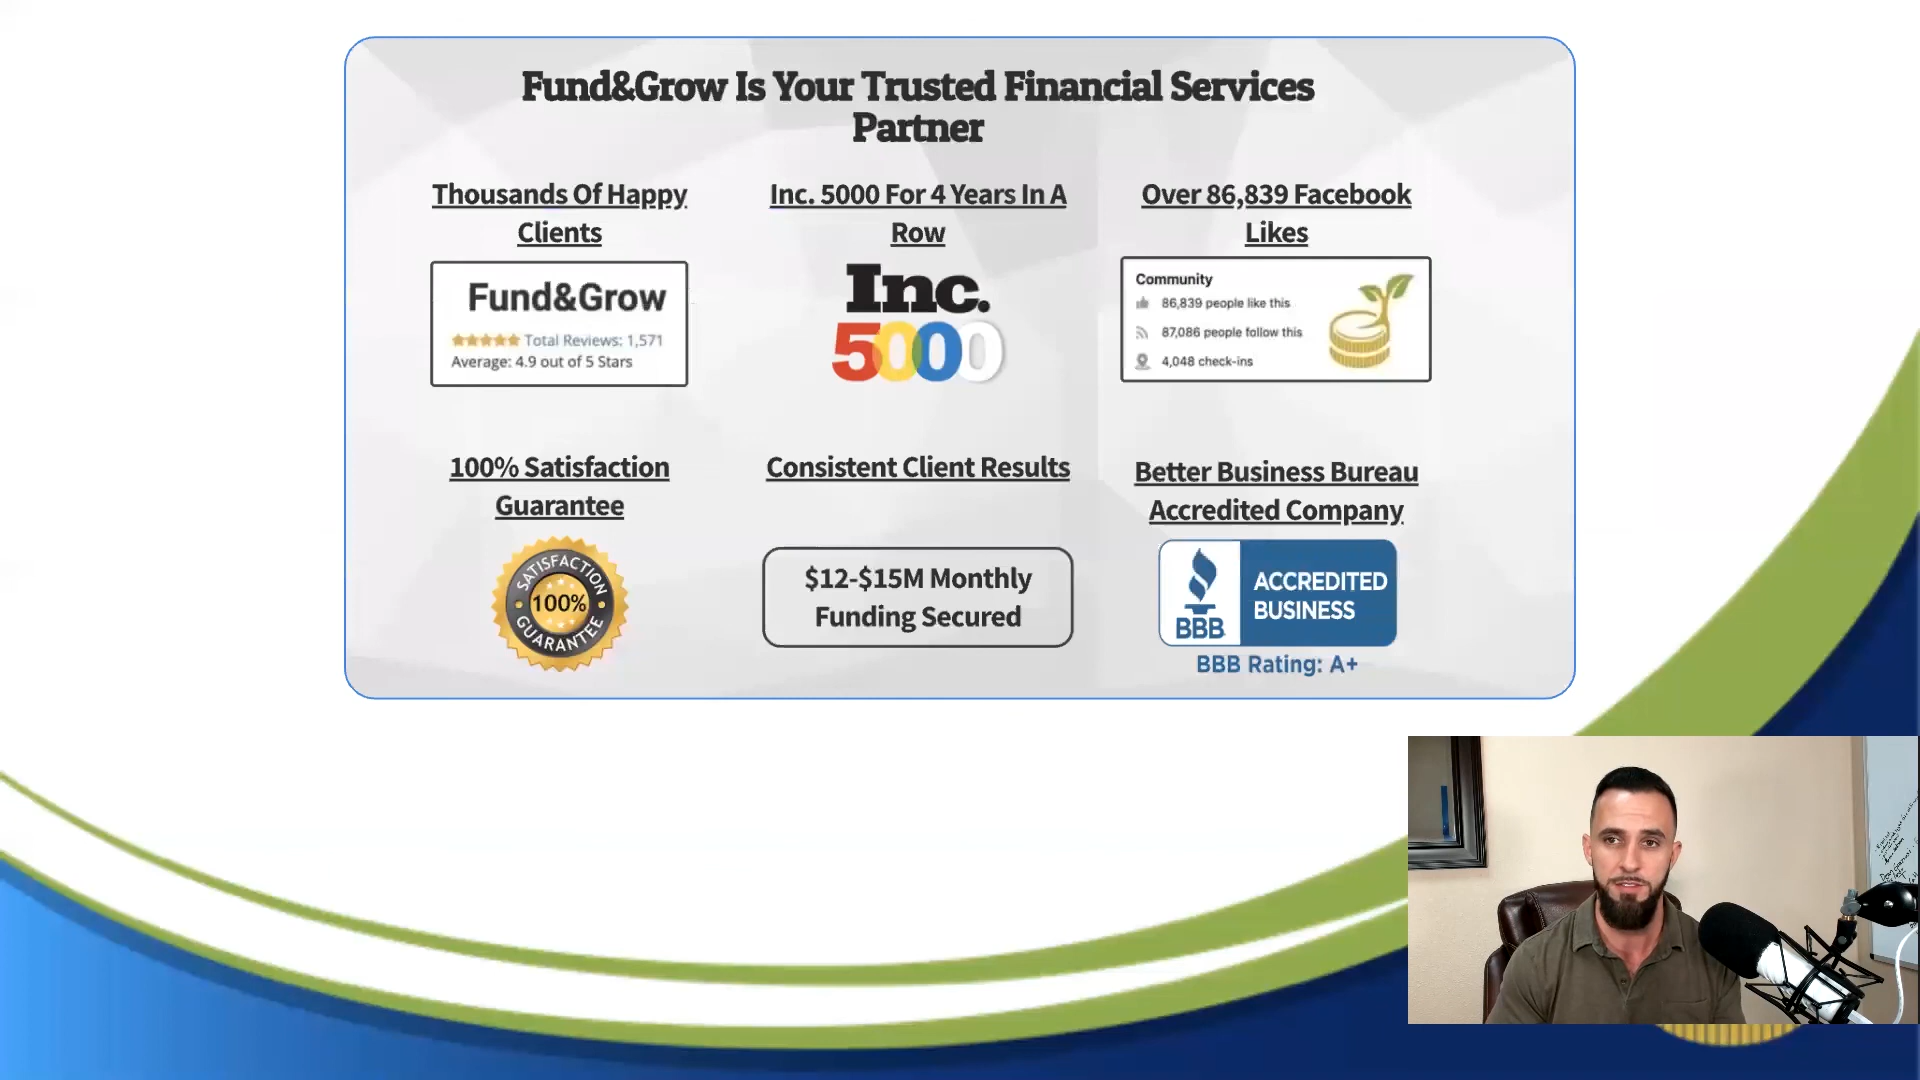 Fund&Grow Is Your Trusted Financial Services
Partner
Thousands Of Happy
Clients
Fund&Grow
Total Reviews: 1,571
Average: 4.9 out of 5 Stars
Inc. 5000 For 4 Years In A
Row
Inc.
5000
Over 86,839 Facebook
Likes
Community
86,839 people like this
87,086 people follow this
4,048 check-ins
100% Satisfaction
Guarantee
SATISFACTION
100%
GUARANTEE
Consistent Client Results
$12-$15M Monthly
Funding Secured
Better Business Bureau
Accredited Company
BBB
ACCREDITED
BUSINESS
BBB Rating: A+